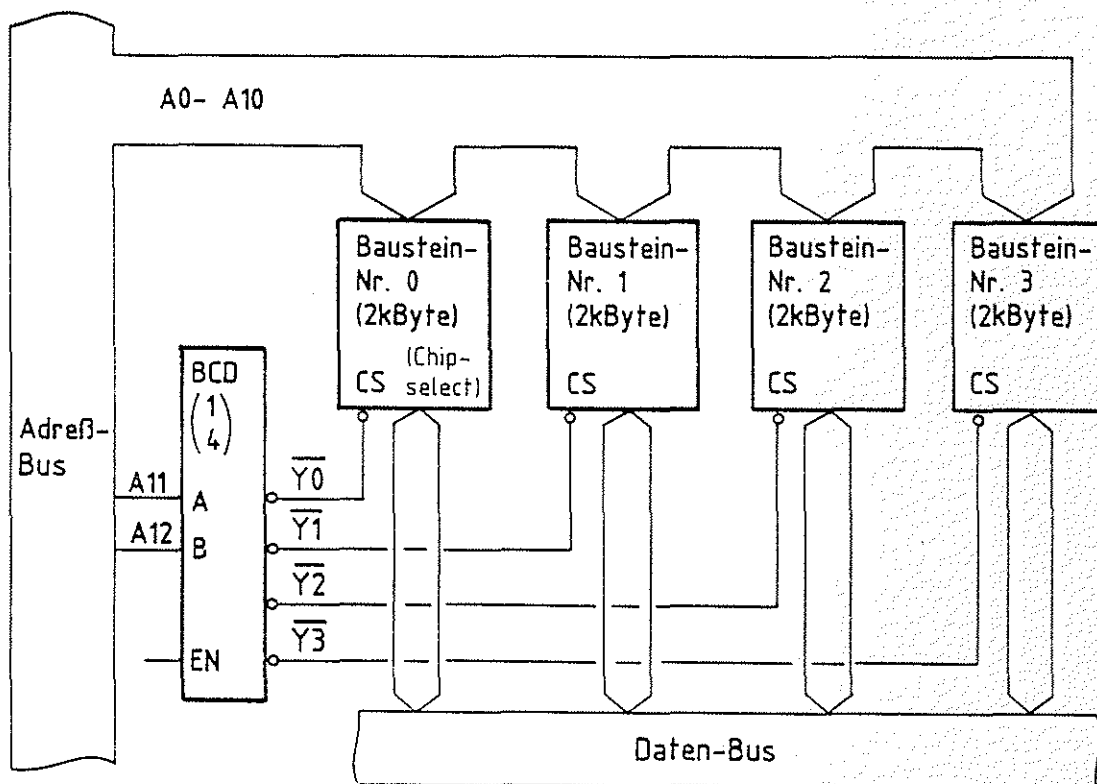 A0- A10
Baustein-
Nr. 0
(2kByte)
(Chip-
CS select)
Baustein-
Nr. 1
(2kByte)
CS
Baustein-
Nr. 2
(2kByte)
CS
Baustein-
Nr. 3
(2kByte)
CS
Adreß-
Bus
BCD
(1
4)
A11
A
A12
B
EN
Y0
Y1
Y2
Y3
Daten-Bus